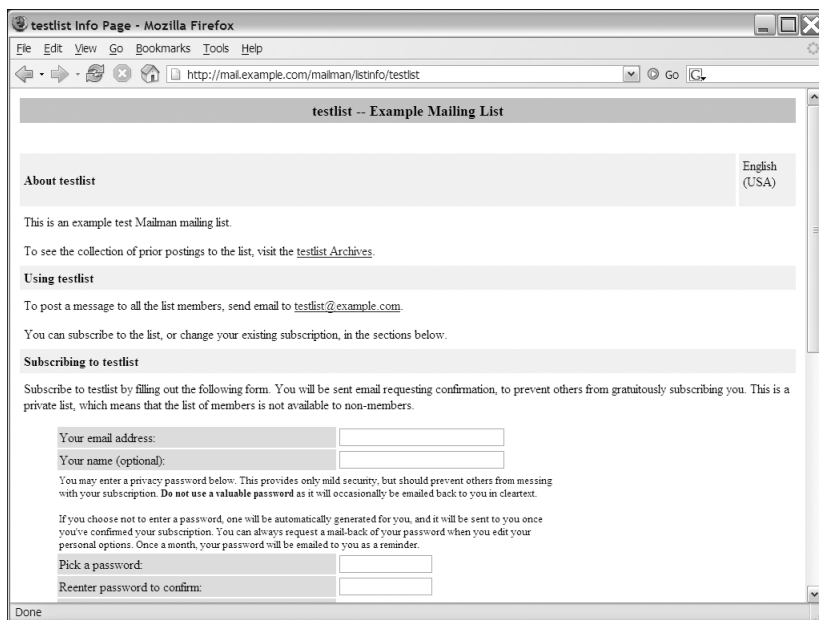 testlist Info Page - Mozilla Firefox
File Edit View Go Bookmarks Tools Help
http://mail.example.com/mailman/listinfo/testlist Go G
testlist -- Example Mailing List
About testlist
English
(USA)
This is an example test Mailman mailing list.
To see the collection of prior postings to the list, visit the testlist Archives.
Using testlist
To post a message to all the list members, send email to testlist@example.com.
You can subscribe to the list, or change your existing subscription, in the sections below.
Subscribing to testlist
Subscribe to testlist by filling out the following form. You will be sent email requesting confirmation, to prevent others from gratuitously subscribing you. This is a
private list, which means that the list of members is not available to non-members.
Your email address:
Your name (optional):
You may enter a privacy password below. This provides only mild security, but should prevent others from messing
with your subscription. Do not use a valuable password as it will occasionally be emailed back to you in cleartext.
If you choose not to enter a password, one will be automatically generated for you, and it will be sent to you once
you've confirmed your subscription. You can always request a mail-back of your password when you edit your
personal options. Once a month, your password will be emailed to you as a reminder.
Pick a password:
Reenter password to confirm:
Done